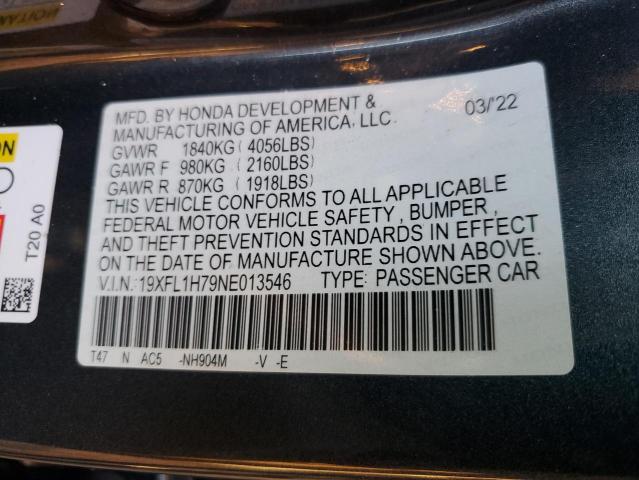 MFD. BY HONDA DEVELOPMENT & 03/'22
MANUFACTURING OF AMERICA, LLC.
GVWR 1840KG ( 4056LBS)
GAWR F 980KG ( 2160LBS)
GAWR R 870KG ( 1918LBS)
THIS VEHICLE CONFORMS TO ALL APPLICABLE
FEDERAL MOTOR VEHICLE SAFETY, BUMPER,
AND THEFT PREVENTION STANDARDS IN EFFECT
ON THE DATE OF MANUFACTURE SHOWN ABOVE.
V.I.N.: 19XFL1H79NE013546 TYPE: PASSENGER CAR
T47 N AC5 -NH904M -V -E
T20 A0